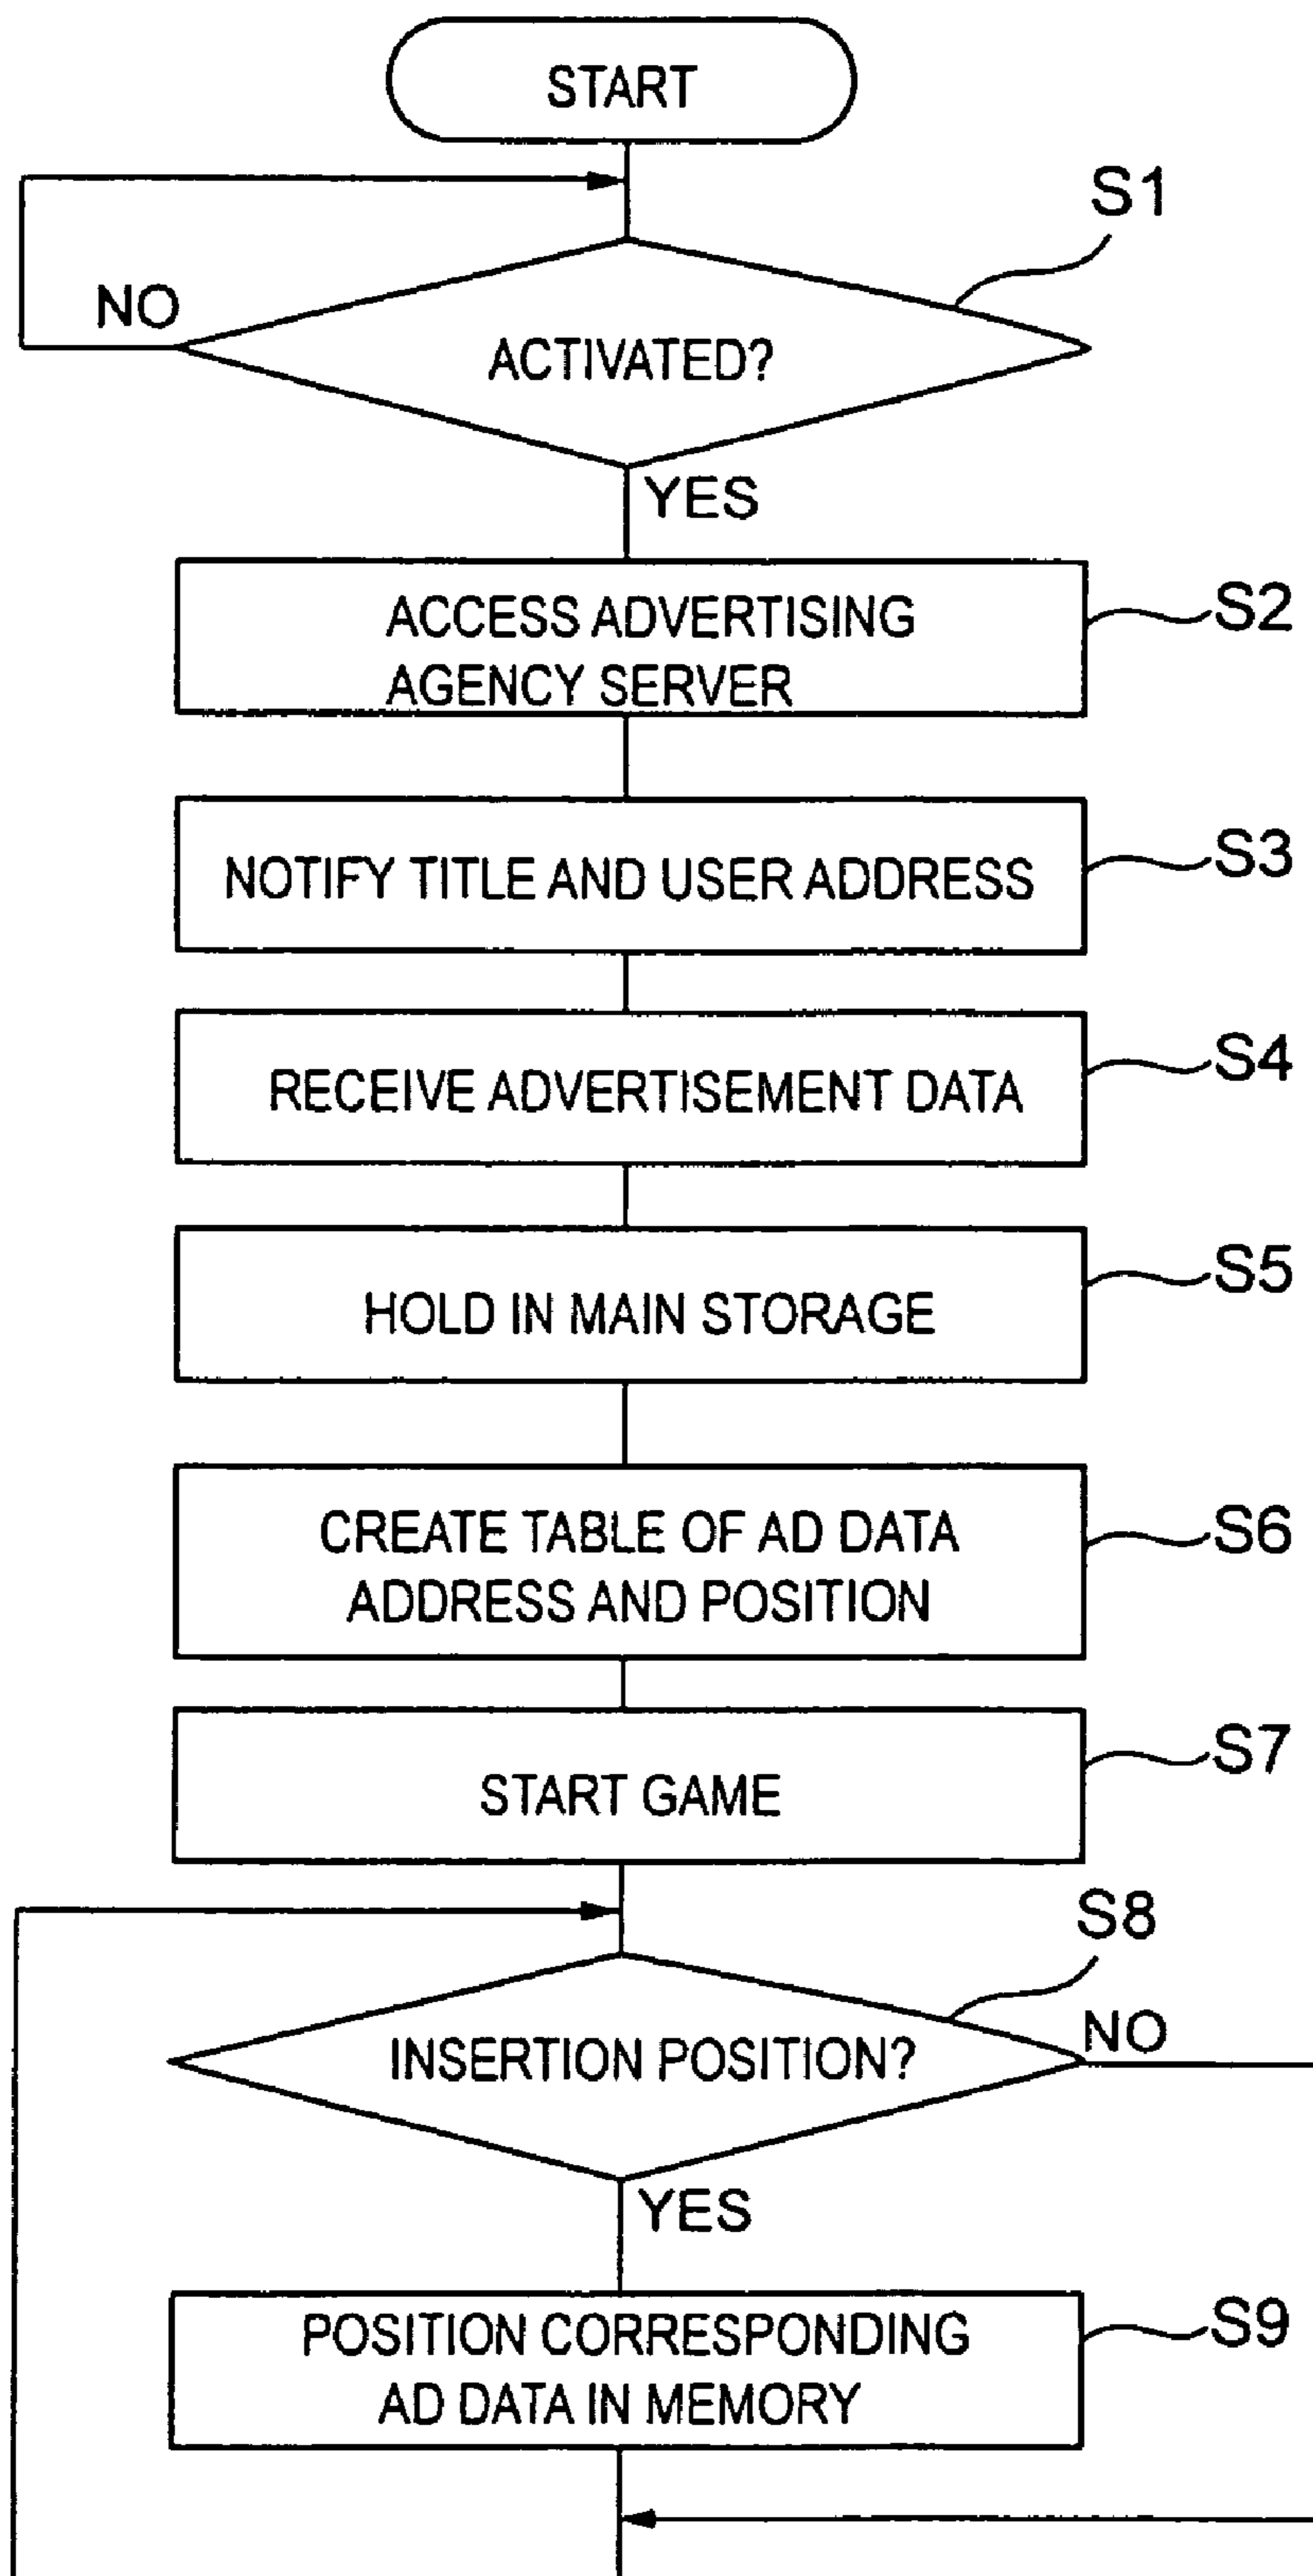 START
S1
NO
ACTIVATED?
YES
ACCESS ADVERTISING
AGENCY SERVER
S2
NOTIFY TITLE AND USER ADDRESS
S3
RECEIVE ADVERTISEMENT DATA
S4
HOLD IN MAIN STORAGE
S5
CREATE TABLE OF AD DATA
ADDRESS AND POSITION
S6
START GAME
S7
S8
INSERTION POSITION?
NO
YES
POSITION CORRESPONDING
AD DATA IN MEMORY
S9